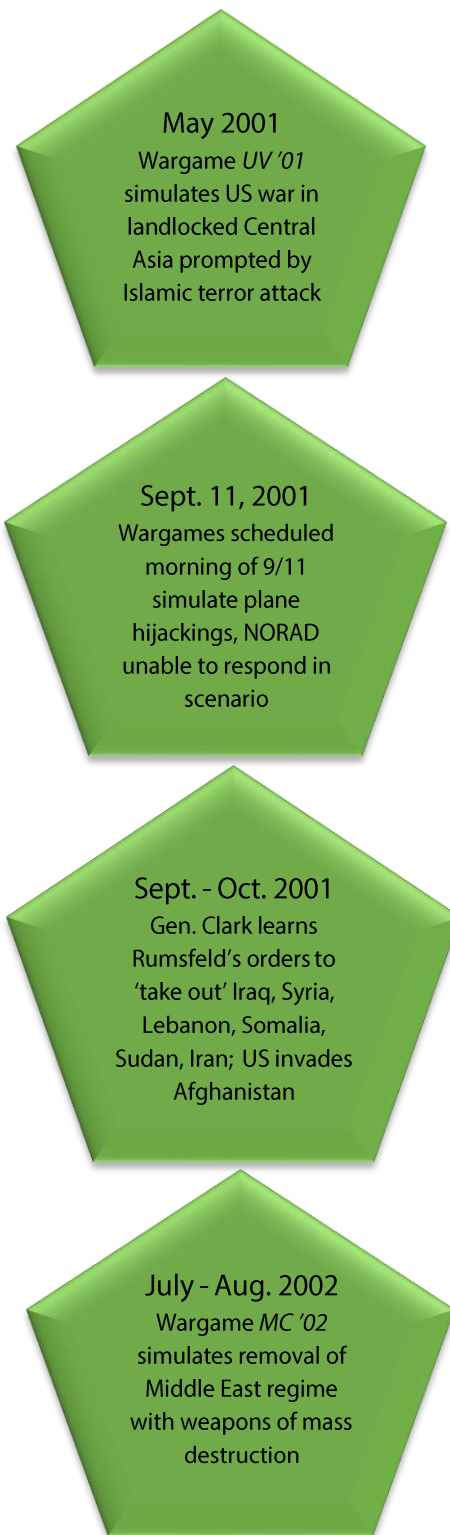 May 2001
Wargame UV ’01
simulates US war in
landlocked Central
Asia prompted by
Islamic terror attack
Sept. 11, 2001
Wargames scheduled
morning of 9/11
simulate plane
hijackings, NORAD
unable to respond in
scenario
Sept. - Oct. 2001
Gen. Clark learns
Rumsfeld’s orders to
‘take out’ Iraq, Syria,
Lebanon, Somalia,
Sudan, Iran; US invades
Afghanistan
July - Aug. 2002
Wargame MC ’02
simulates removal of
Middle East regime
with weapons of mass
destruction